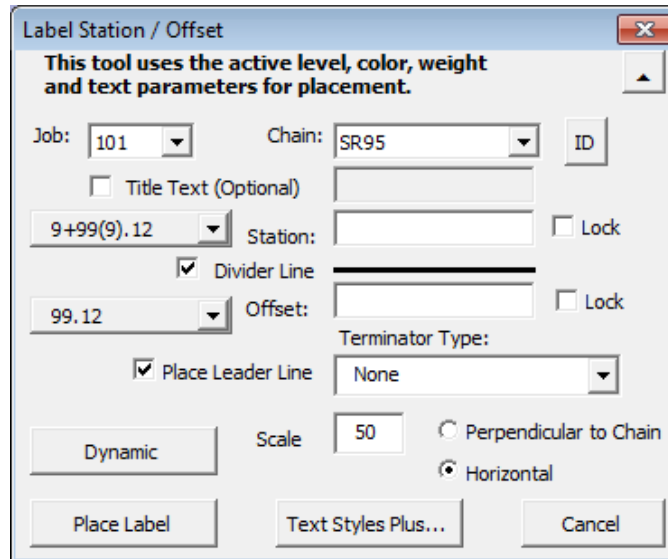 Label Station / Offset
This tool uses the active level, color, weight
and text parameters for placement.
Job: 101 Chain: SR95 ID
Title Text (Optional)
9+99(9).12 Station: Lock
Divider Line
99.12 Offset: Lock
Terminator Type:
Place Leader Line None
Dynamic Scale 50 Perpendicular to Chain
Horizontal
Place Label Text Styles Plus... Cancel